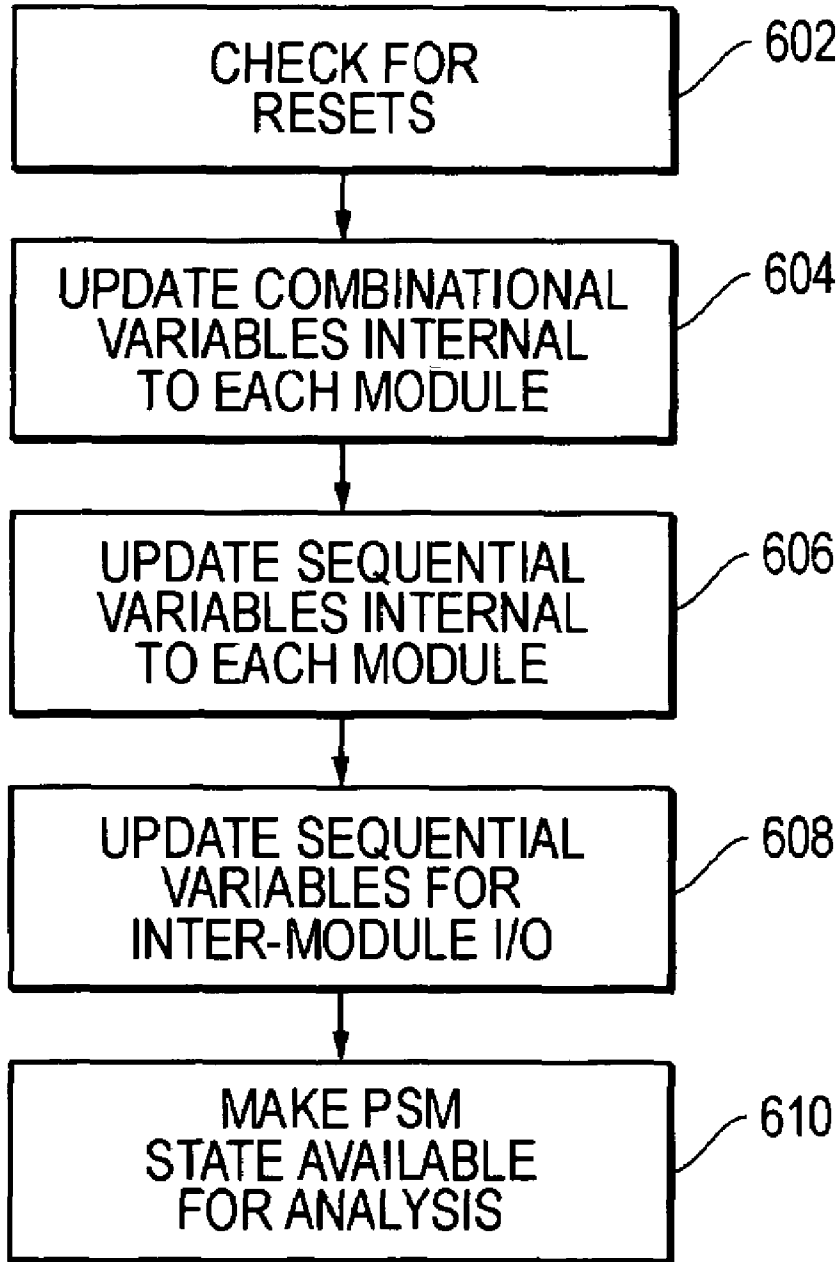 CHECK FOR
RESETS
602
UPDATE COMBINATIONAL
VARIABLES INTERNAL
TO EACH MODULE
604
UPDATE SEQUENTIAL
VARIABLES INTERNAL
TO EACH MODULE
606
UPDATE SEQUENTIAL
VARIABLES FOR
INTER-MODULE I/O
608
MAKE PSM
STATE AVAILABLE
FOR ANALYSIS
610